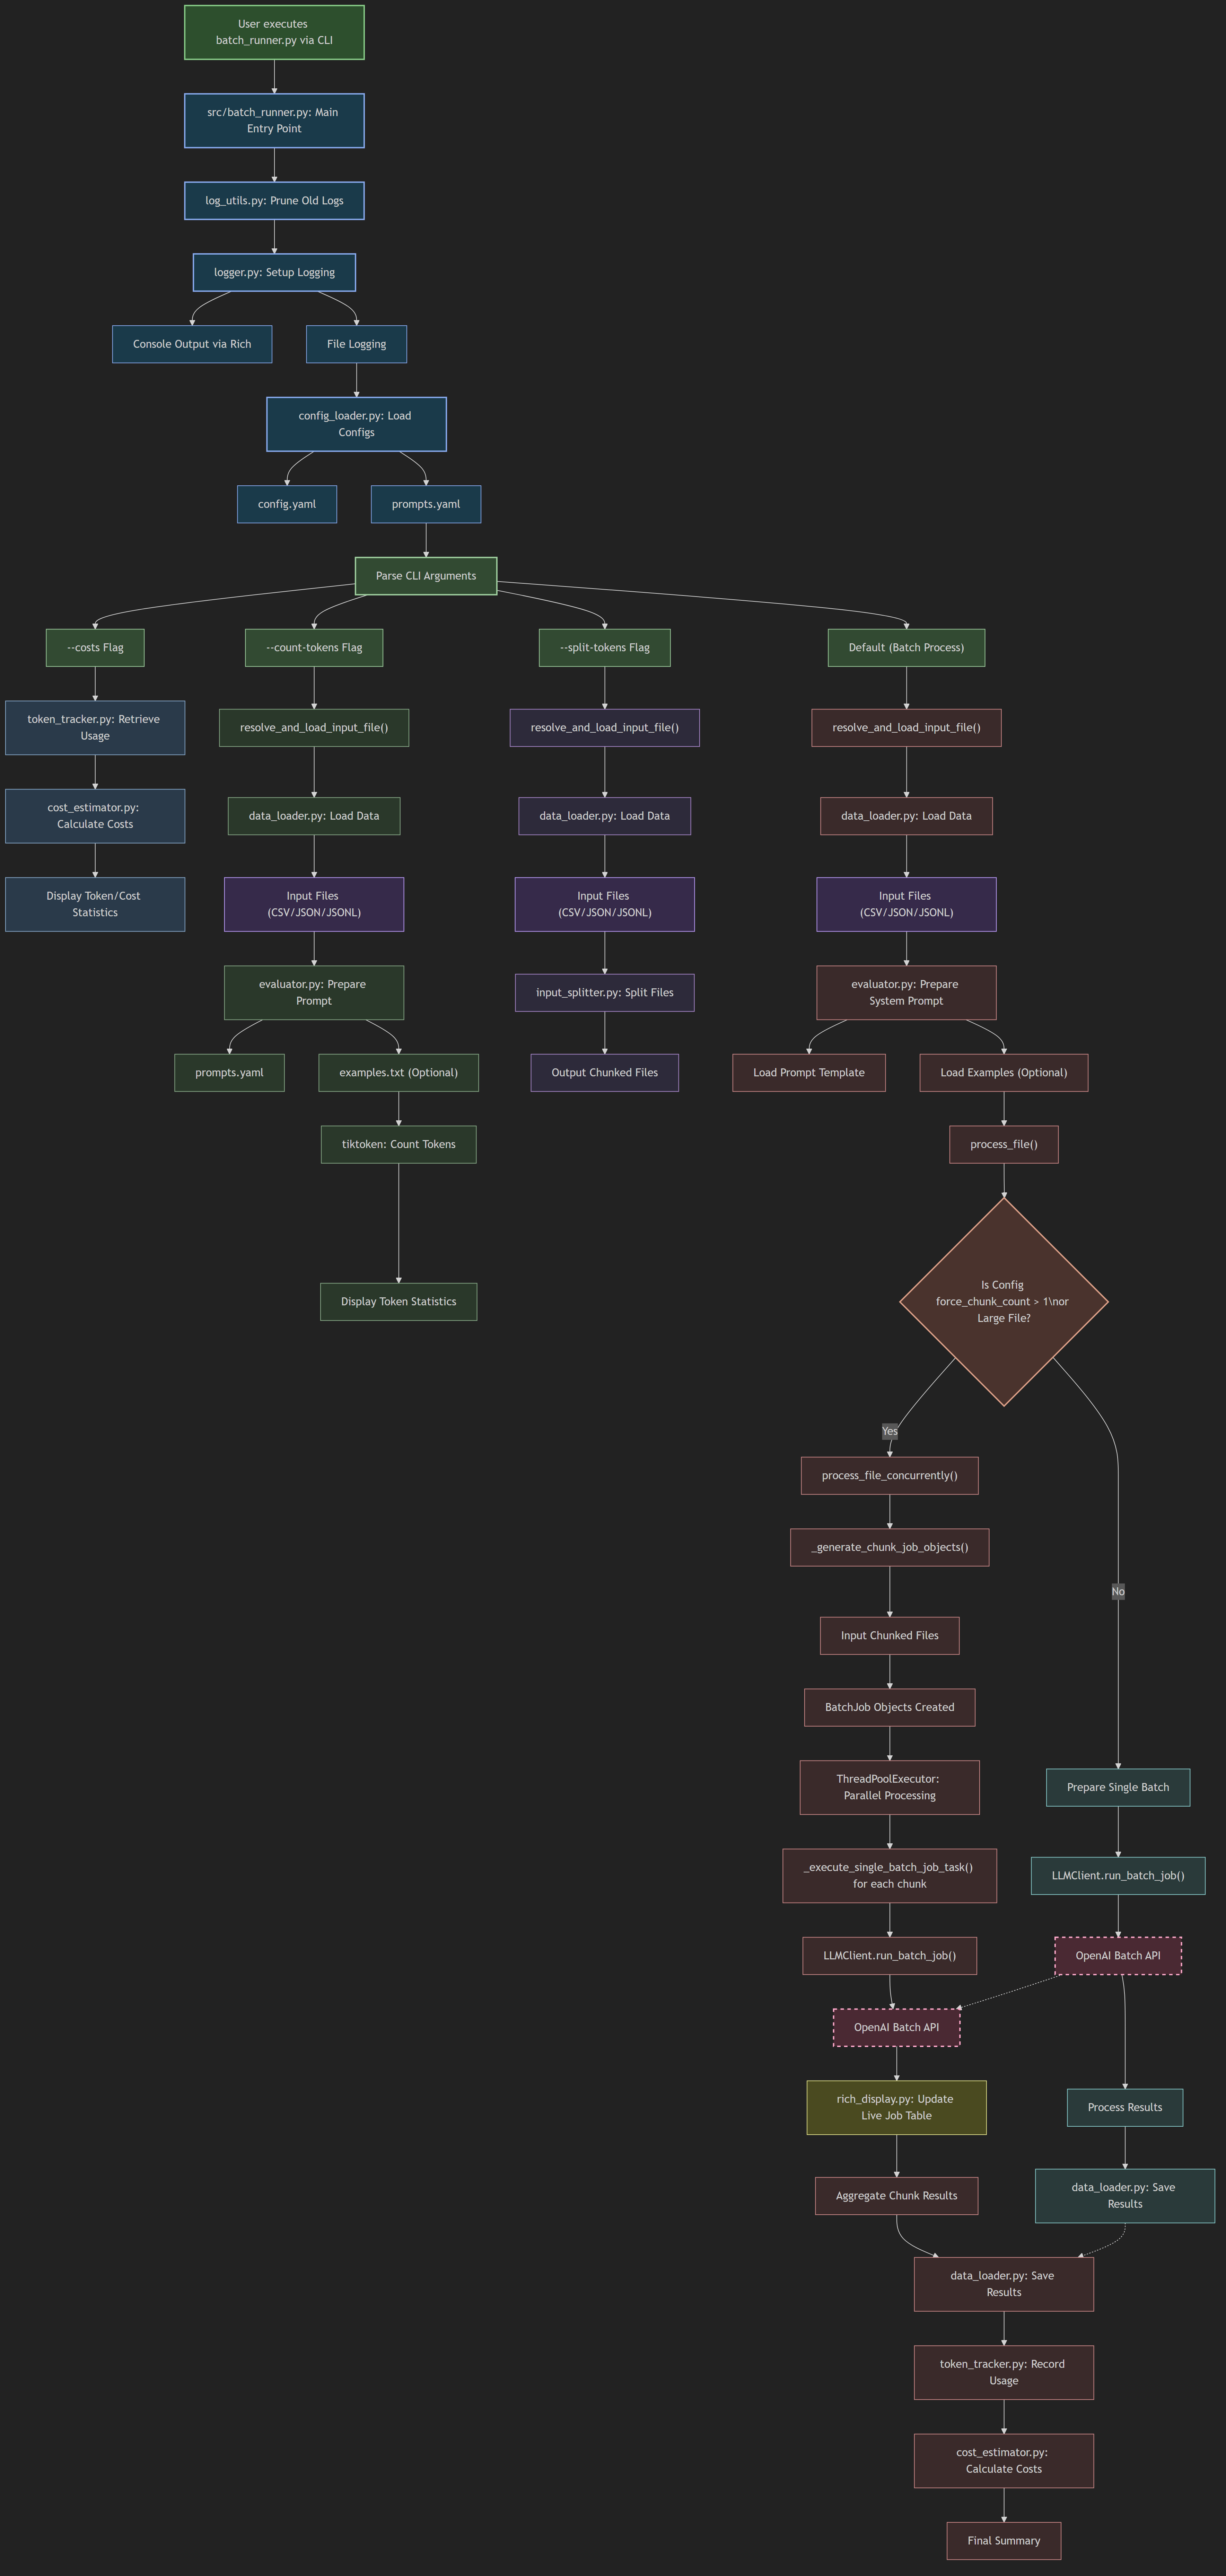 User executes
batch_runner.py via CLI
src/batch_runner.py: Main
Entry Point
log_utils.py: Prune Old Logs
logger.py: Setup Logging
Console Output via Rich
File Logging
config_loader.py: Load
Configs
config.yaml
prompts.yaml
Parse CLI Arguments
--costs Flag
--count-tokens Flag
--split-tokens Flag
Default (Batch Process)
token_tracker.py: Retrieve
Usage
resolve_and_load_input_file()
resolve_and_load_input_file()
resolve_and_load_input_file()
cost_estimator.py:
Calculate Costs
data_loader.py: Load Data
data_loader.py: Load Data
data_loader.py: Load Data
Display Token/Cost
Statistics
Input Files
(CSV/JSON/JSONL)
Input Files
(CSV/JSON/JSONL)
Input Files
(CSV/JSON/JSONL)
evaluator.py: Prepare
Prompt
input_splitter.py: Split Files
evaluator.py: Prepare
System Prompt
prompts.yaml
examples.txt (Optional)
Output Chunked Files
Load Prompt Template
Load Examples (Optional)
tiktoken: Count Tokens
process_file()
Display Token Statistics
Is Config
force_chunk_count > 1\nor
Large File?
Yes
process_file_concurrently()
_generate_chunk_job_objects()
No
Input Chunked Files
BatchJob Objects Created
ThreadPoolExecutor:
Parallel Processing
Prepare Single Batch
_execute_single_batch_job_task()
for each chunk
LLMClient.run_batch_job()
LLMClient.run_batch_job()
OpenAI Batch API
OpenAI Batch API
rich_display.py: Update
Live Job Table
Process Results
Aggregate Chunk Results
data_loader.py: Save
Results
data_loader.py: Save
Results
token_tracker.py: Record
Usage
cost_estimator.py:
Calculate Costs
Final Summary